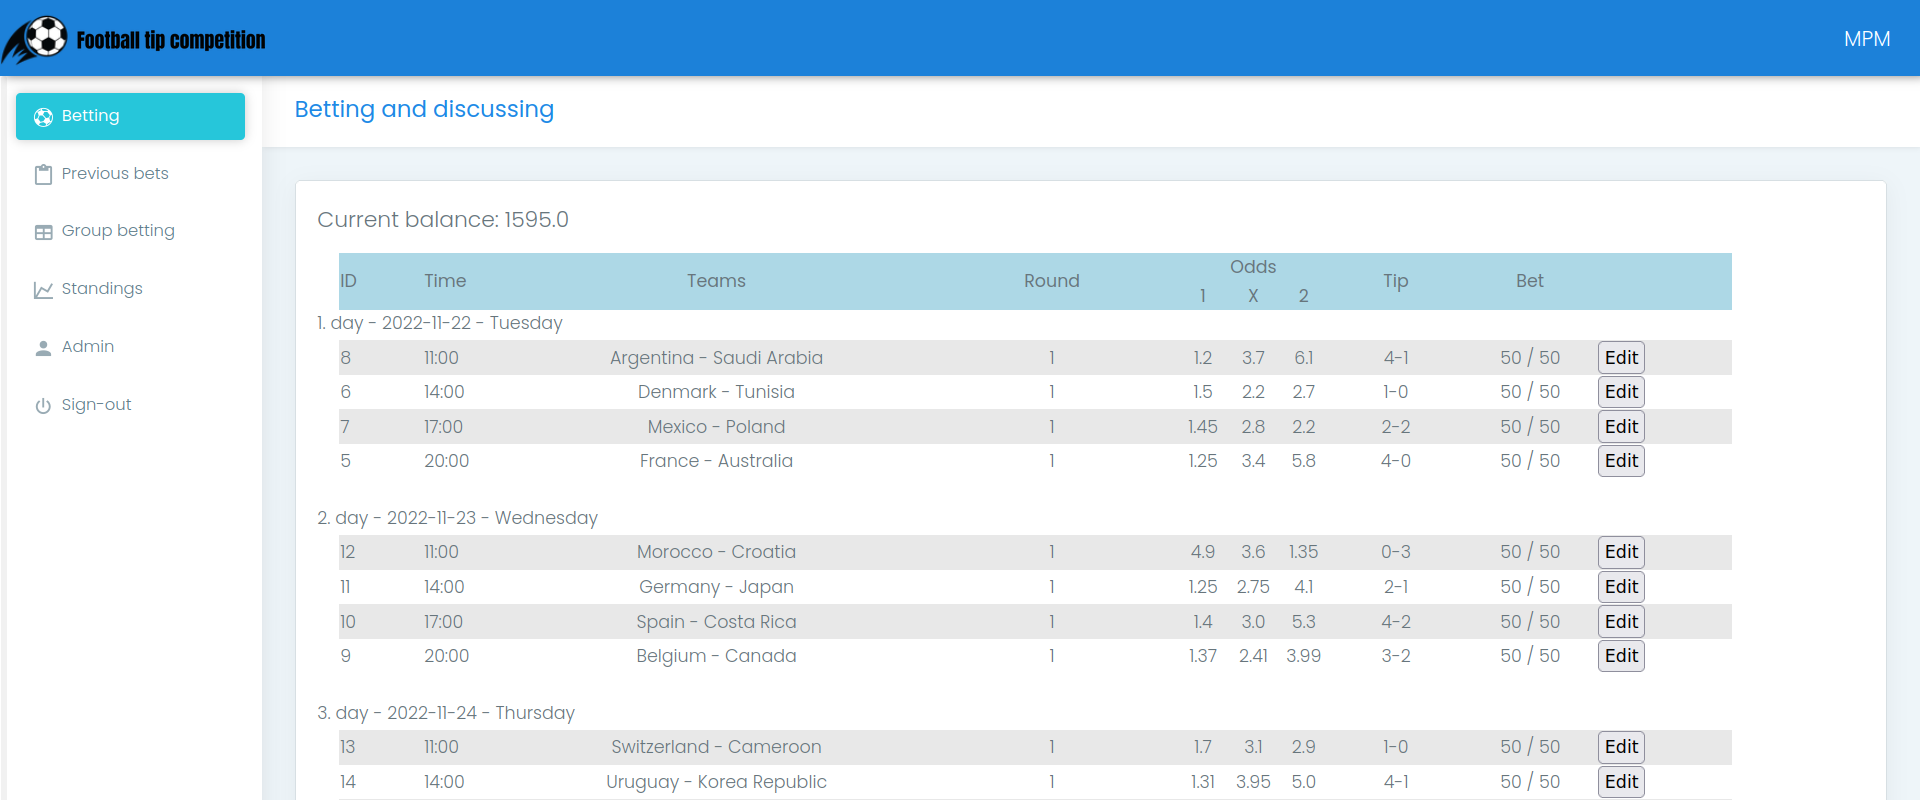 Football tip competition
MPM
Betting
Previous bets
Group betting
Standings
Admin
Sign-out
Betting and discussing
Current balance: 1595.0
ID Time Teams Round Odds Tip Bet
1 X 2
1. day - 2022-11-22 - Tuesday
8 11:00 Argentina - Saudi Arabia 1 1.2 3.7 6.1 4-1 50 / 50 Edit
6 14:00 Denmark - Tunisia 1 1.5 2.2 2.7 1-0 50 / 50 Edit
7 17:00 Mexico - Poland 1 1.45 2.8 2.2 2-2 50 / 50 Edit
5 20:00 France - Australia 1 1.25 3.4 5.8 4-0 50 / 50 Edit
2. day - 2022-11-23 - Wednesday
12 11:00 Morocco - Croatia 1 4.9 3.6 1.35 0-3 50 / 50 Edit
11 14:00 Germany - Japan 1 1.25 2.75 4.1 2-1 50 / 50 Edit
10 17:00 Spain - Costa Rica 1 1.4 3.0 5.3 4-2 50 / 50 Edit
9 20:00 Belgium - Canada 1 1.37 2.41 3.99 3-2 50 / 50 Edit
3. day - 2022-11-24 - Thursday
13 11:00 Switzerland - Cameroon 1 1.7 3.1 2.9 1-0 50 / 50 Edit
14 14:00 Uruguay - Korea Republic 1 1.31 3.95 5.0 4-1 50 / 50 Edit